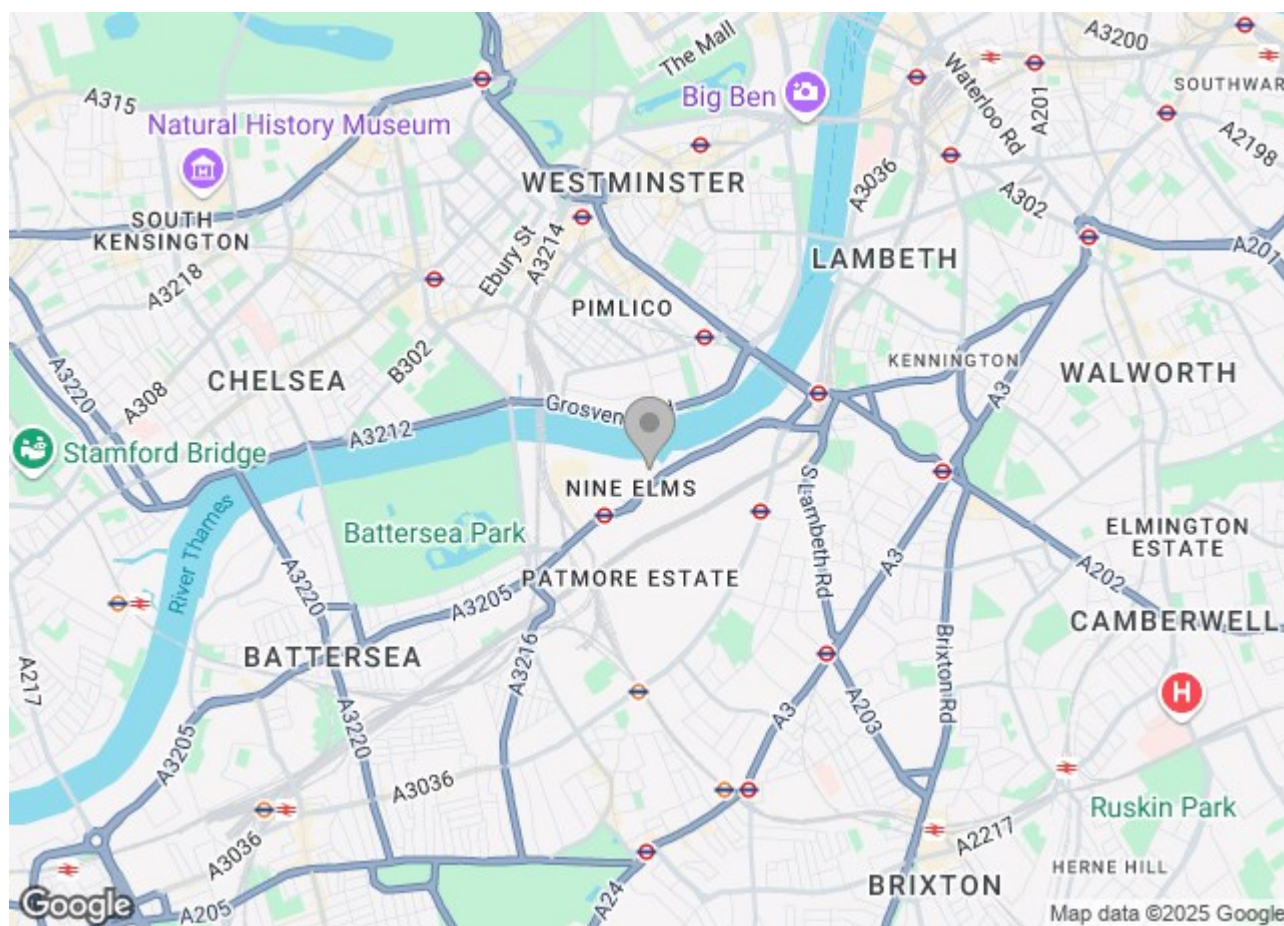 The Mall
A3200
A315
Big Ben
Waterloo Rd
A201
SOUTHWAR
Natural History Museum
A2198
WESTMINSTER
A3036
A302
SOUTH
KENSINGTON
Ebury St
A3214
A201
LAMBETH
A3218
PIMLICO
B302
KENNINGTON
A3220
A308
CHELSEA
WALWORTH
A3
Grosven
A3212
Stamford Bridge
NINE ELMS
S Lambeth Rd
River Thames
Battersea Park
ELMINGTON
ESTATE
A3220
PATMORE ESTATE
A3
A202
A3205
CAMBERWELL
BATTERSEA
A3216
Brixton Rd
A217
H
A3220
A3
A203
A3205
A3036
Ruskin Park
A3036
A2217
HERNE HILL
BRIXTON
A24
A205
Google
Map data ©2025 Google